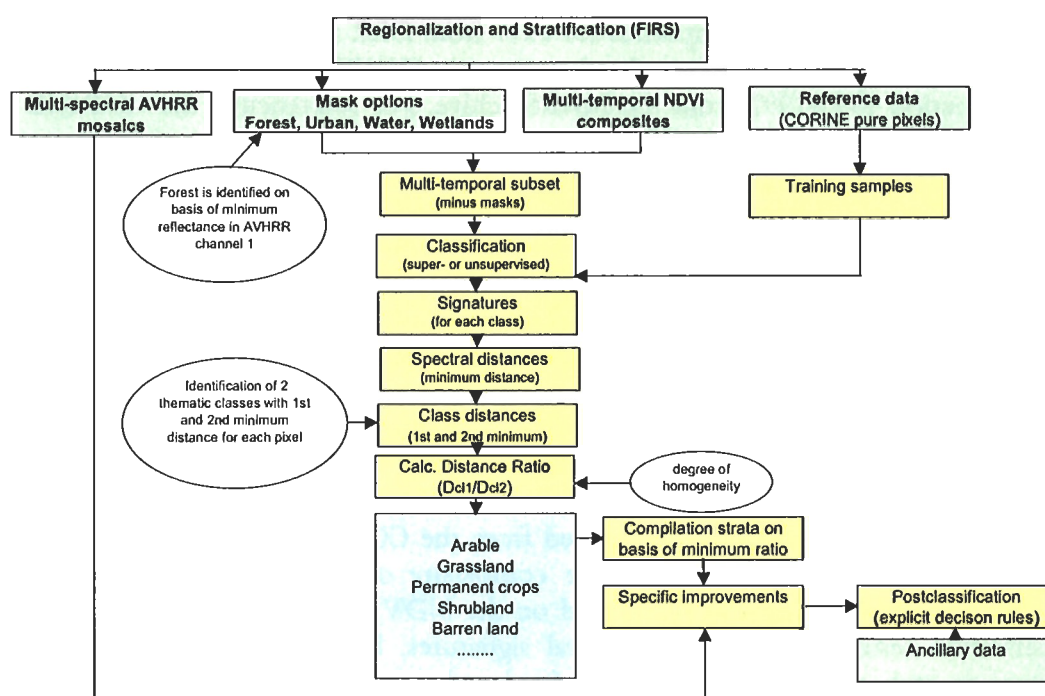 Regionalization and Stratification (FIRS)
Multi-spectral AVHRR
mosaics
Mask options
Forest, Urban, Water, Wetlands
Multi-temporal NDVi
composites
Reference data
(CORINE pure pixels)
Forest is identified on
basis of minimum
reflectance in AVHRR
channel 1
Multi-temporal subset
(minus masks)
Training samples
Classification
(super- or unsupervised)
Signatures
(for each class)
Spectral distances
(minimum distance)
Identification of 2
thematic classes with 1st
and 2nd minimum
distance for each pixel
Class distances
(1st and 2nd minimum)
Calc. Distance Ratio
(Dcl1/Dcl2)
degree of
homogeneity
Arable
Grassland
Permanent crops
Shrubland
Barren land
........
Compilation strata on
basis of minimum ratio
Specific improvements
Postclassification
(explicit decison rules)
Ancillary data